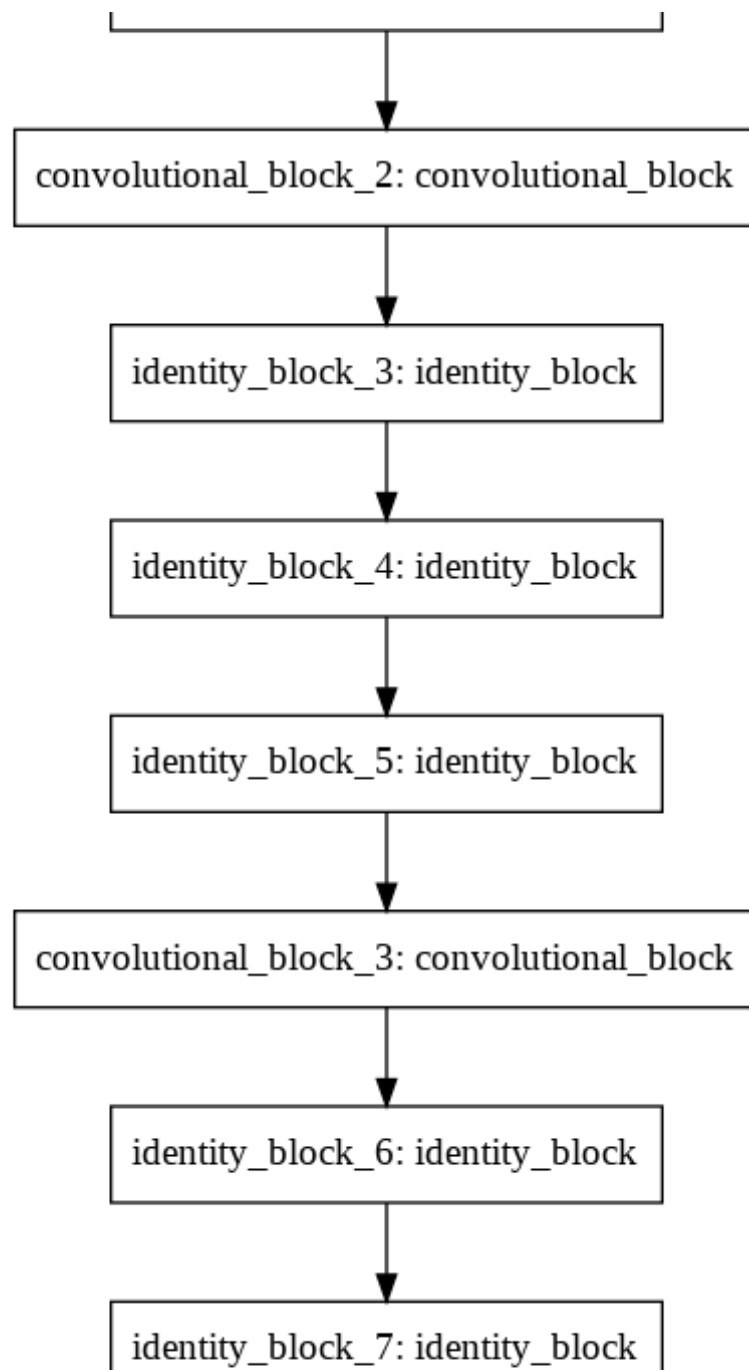 convolutional_block_2: convolutional_block
identity_block_3: identity_block
identity_block_4: identity_block
identity_block_5: identity_block
convolutional_block_3: convolutional_block
identity_block_6: identity_block
identity_block_7: identity_block